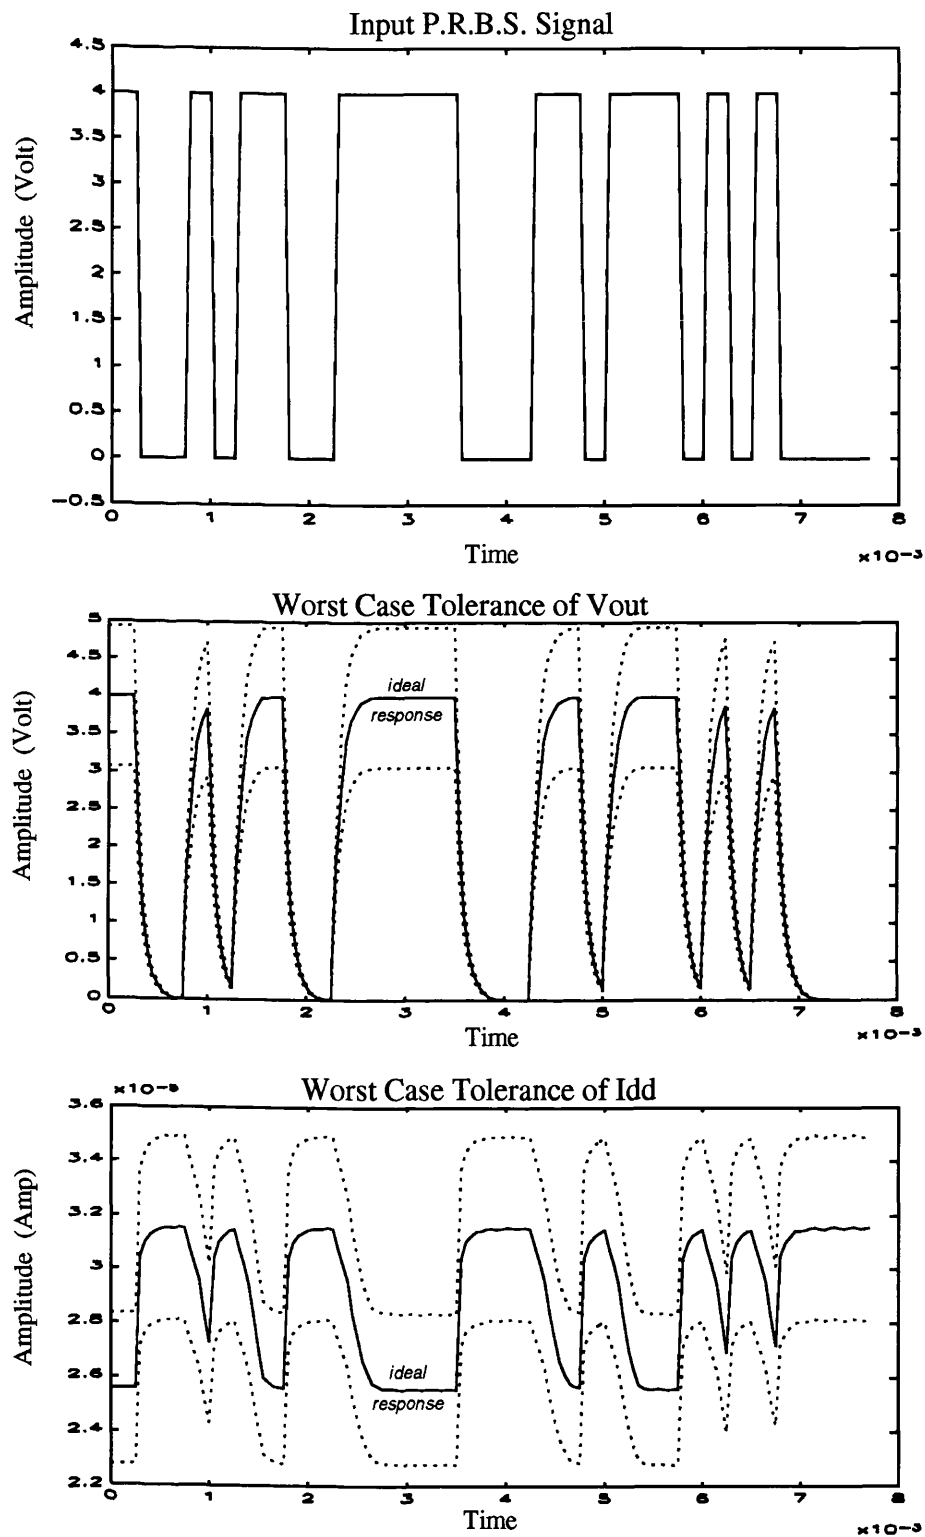 Input P.R.B.S. Signal
4.5
4
3.5
3
2.5
2
1.5
1
0.5
0
-0.5
Amplitude (Volt)
0 1 2 3 4 5 6 7 8
Time
×10-3
Worst Case Tolerance of Vout
5
4.5
4
3.5
3
2.5
2
1.5
1
0.5
0
Amplitude (Volt)
ideal
response
0 1 2 3 4 5 6 7 8
Time
×10-3
Worst Case Tolerance of Idd
×10-5
3.6
3.4
3.2
3
2.8
2.6
2.4
2.2
Amplitude (Amp)
ideal
response
0 1 2 3 4 5 6 7 8
Time
×10-3